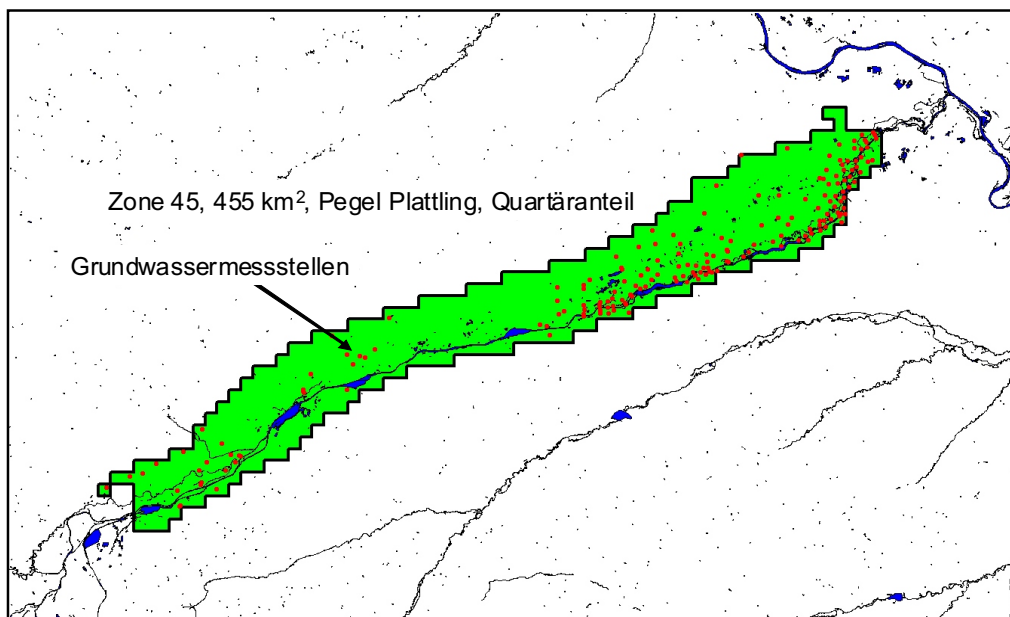 Zone 45, 455 km², Pegel Plattling, Quartäranteil
Grundwassermessstellen